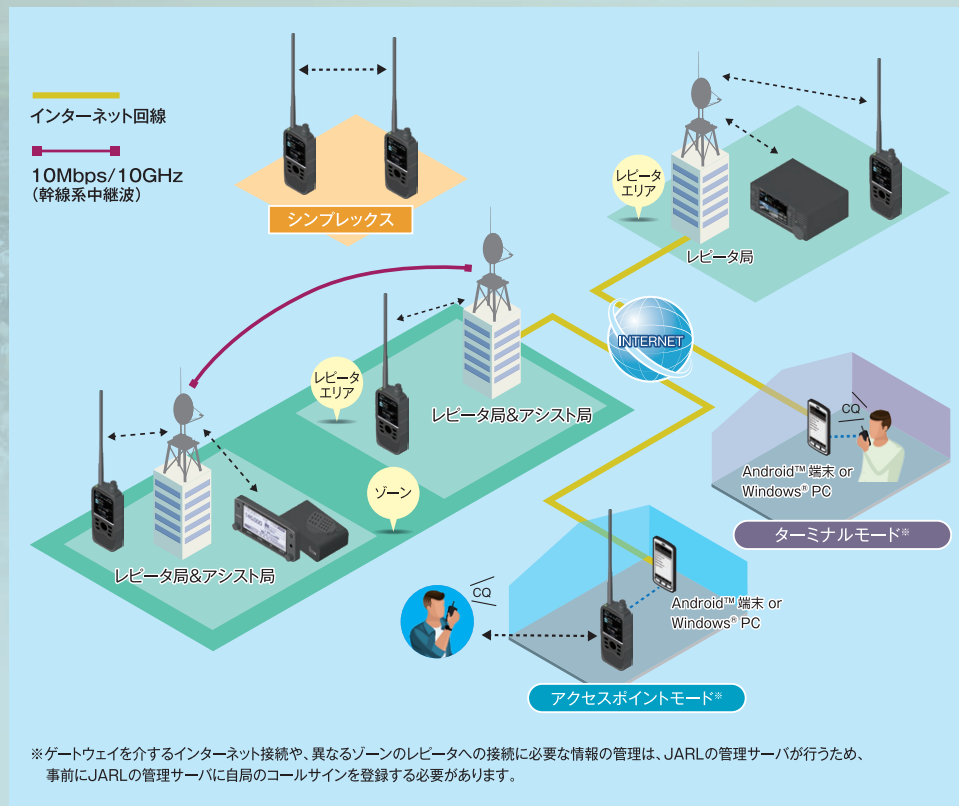 インターネット回線
10Mbps/10GHz
(幹線系中継波)
シンプレックス
レピータ
エリア
レピータ局
INTERNET
レピータ
エリア
レピータ局&アシスト局
ゾーン
レピータ局&アシスト局
CQ
Android™ 端末 or
Windows® PC
ターミナルモード※
CQ
Android™ 端末 or
Windows® PC
アクセスポイントモード※
※ゲートウェイを介するインターネット接続や、異なるゾーンのレピータへの接続に必要な情報の管理は、JARLの管理サーバが行うため、
事前にJARLの管理サーバに自局のコールサインを登録する必要があります。